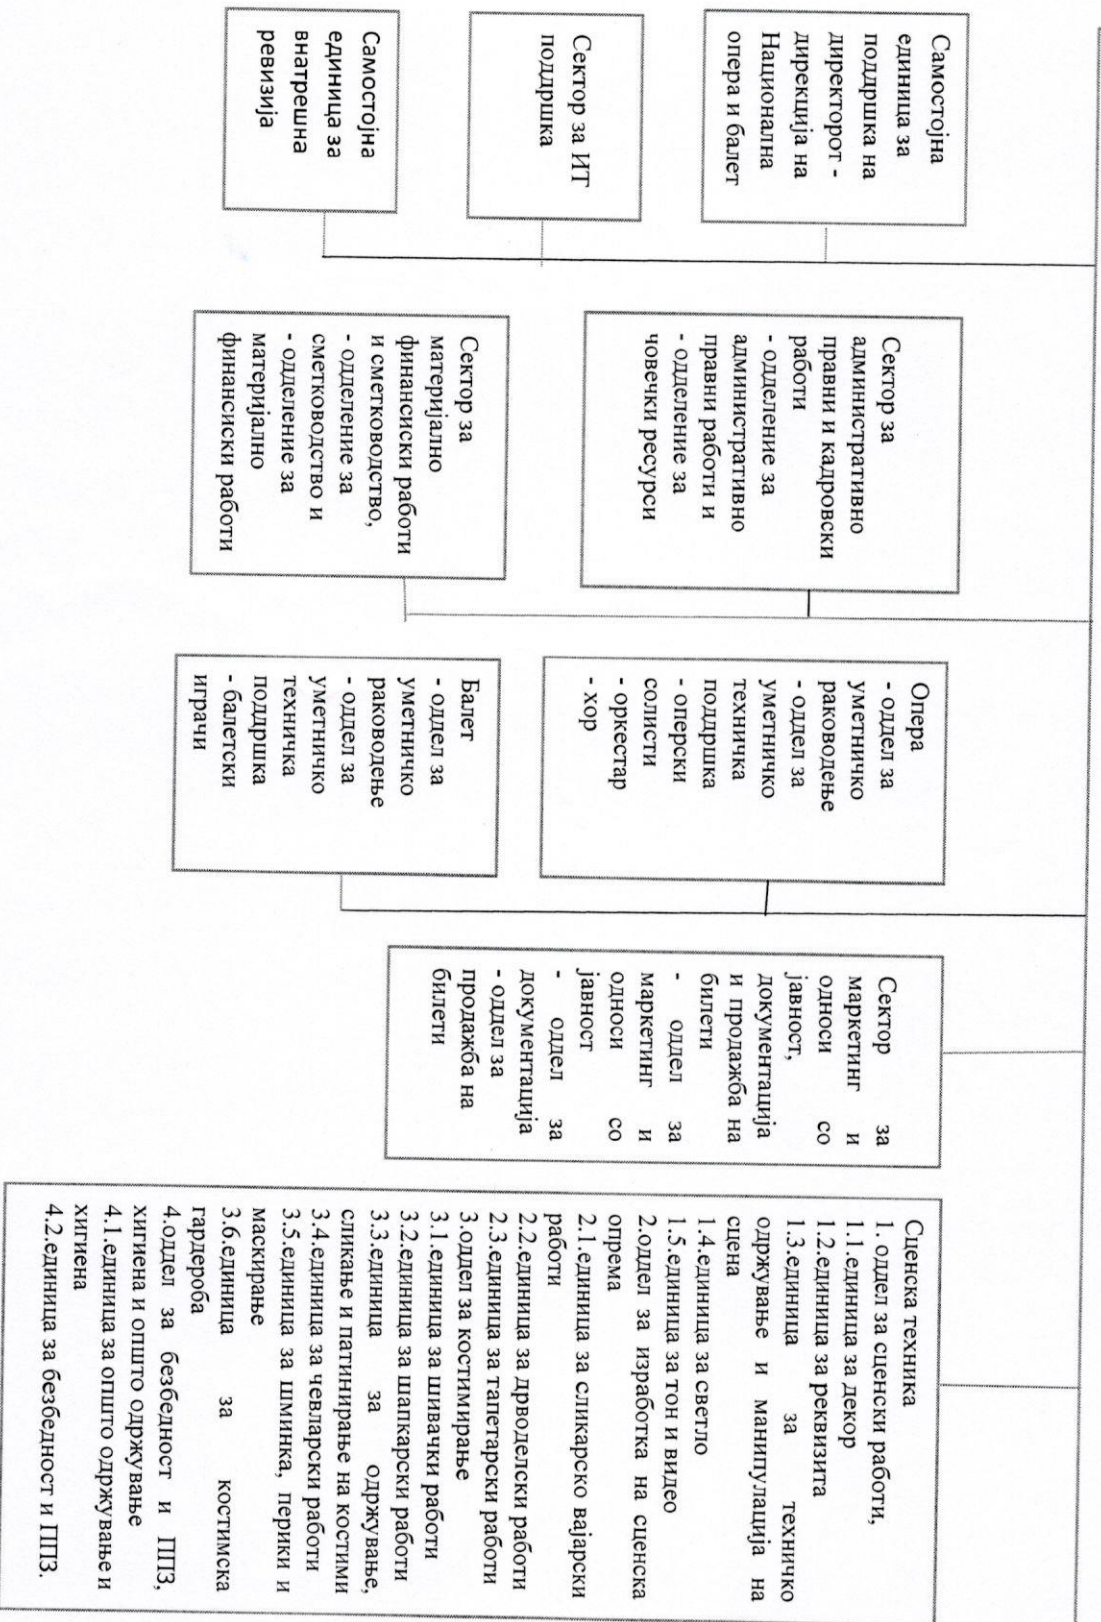 Самостојна
единица за
поддршка на
директорот -
дирекција на
Национална
опера и балет
Сектор за ИТ
поддршка
Самостојна
единица за
внатрешна
ревизија
Сектор за
административно
правни и кадровски
работи
- одделение за
административно
правни работи и
- одделение за
човечки ресурси
Сектор за
материјално
финансиски работи
и сметководство,
- одделение за
сметководство и
- одделение за
материјално
финансиски работи
Опера
- оддел за
уметничко
раководење
- оддел за
уметничко
техничка
поддршка
- оперски
солисти
- оркестар
- хор
Балет
- оддел за
уметничко
раководење
- оддел за
уметничко
техничка
поддршка
- балетски
играчи
Сектор за
маркетинг и
односи со
јавност,
документација
и продажба на
билети
- оддел за
маркетинг и
односи со
јавност
- оддел за
документација
- оддел за
продажба на
билети
Сценска техника
1. оддел за сценски работи,
1.1.единица за декор
1.2.единица за реквизита
1.3.единица за техничко
одржување и манипулација на
сцена
1.4.единица за светло
1.5.единица за тон и видео
2.оддел за изработка на сценска
опрема
2.1.единица за сликарско вајарски
работи
2.2.единица за дрводелски работи
2.3.единица за тапетарски работи
3.оддел за костимирање
3.1.единица за шивачки работи
3.2.единица за шапкарски работи
3.3.единица за одржување,
сликање и патинирање на костими
3.4.единица за чевларски работи
3.5.единица за шминка, перики и
маскирање
3.6.единица за костимска
гардероба
4.оддел за безбедност и ППЗ,
хигиена и општо одржување
4.1.единица за општо одржување и
хигиена
4.2.единица за безбедност и ППЗ.